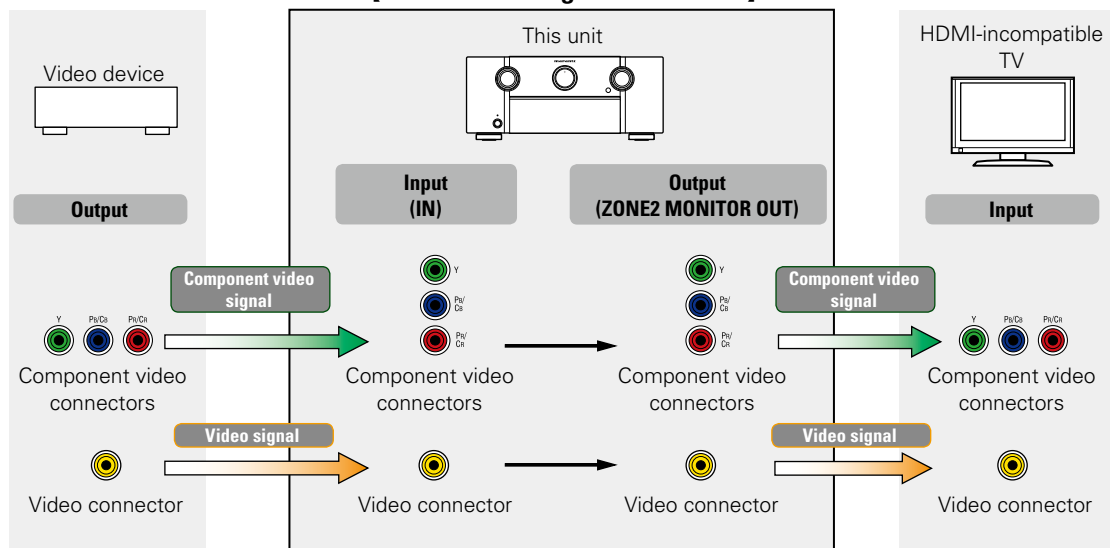 This unit
HDMI-incompatible
TV
Video device
Input
(IN)
Output
(ZONE2 MONITOR OUT)
Output
Input
Component video
signal
Component video
signal
Y
PB/
CB
PR/
CR
Y
PB/
CB
PR/
CR
Y PB/CB PR/CR
Y PB/CB PR/CR
Component video
connectors
Component video
connectors
Component video
connectors
Component video
connectors
Video signal
Video signal
Video connector
Video connector
Video connector
Video connector